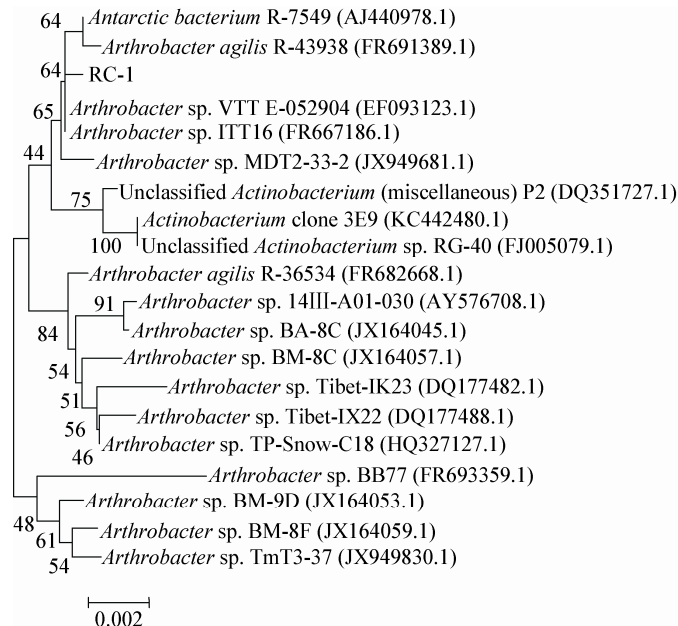 64 Antarctic bacterium R-7549 (AJ440978.1)
Arthrobacter agilis R-43938 (FR691389.1)
64 RC-1
65 Arthrobacter sp. VTT E-052904 (EF093123.1)
Arthrobacter sp. ITT16 (FR667186.1)
44 Arthrobacter sp. MDT2-33-2 (JX949681.1)
75 Unclassified Actinobacterium (miscellaneous) P2 (DQ351727.1)
Actinobacterium clone 3E9 (KC442480.1)
100 Unclassified Actinobacterium sp. RG-40 (FJ005079.1)
Arthrobacter agilis R-36534 (FR682668.1)
91 Arthrobacter sp. 14III-A01-030 (AY576708.1)
84 Arthrobacter sp. BA-8C (JX164045.1)
54 Arthrobacter sp. BM-8C (JX164057.1)
51 Arthrobacter sp. Tibet-IK23 (DQ177482.1)
56 Arthrobacter sp. Tibet-IX22 (DQ177488.1)
46 Arthrobacter sp. TP-Snow-C18 (HQ327127.1)
Arthrobacter sp. BB77 (FR693359.1)
48 Arthrobacter sp. BM-9D (JX164053.1)
61 Arthrobacter sp. BM-8F (JX164059.1)
54 Arthrobacter sp. TmT3-37 (JX949830.1)
0.002